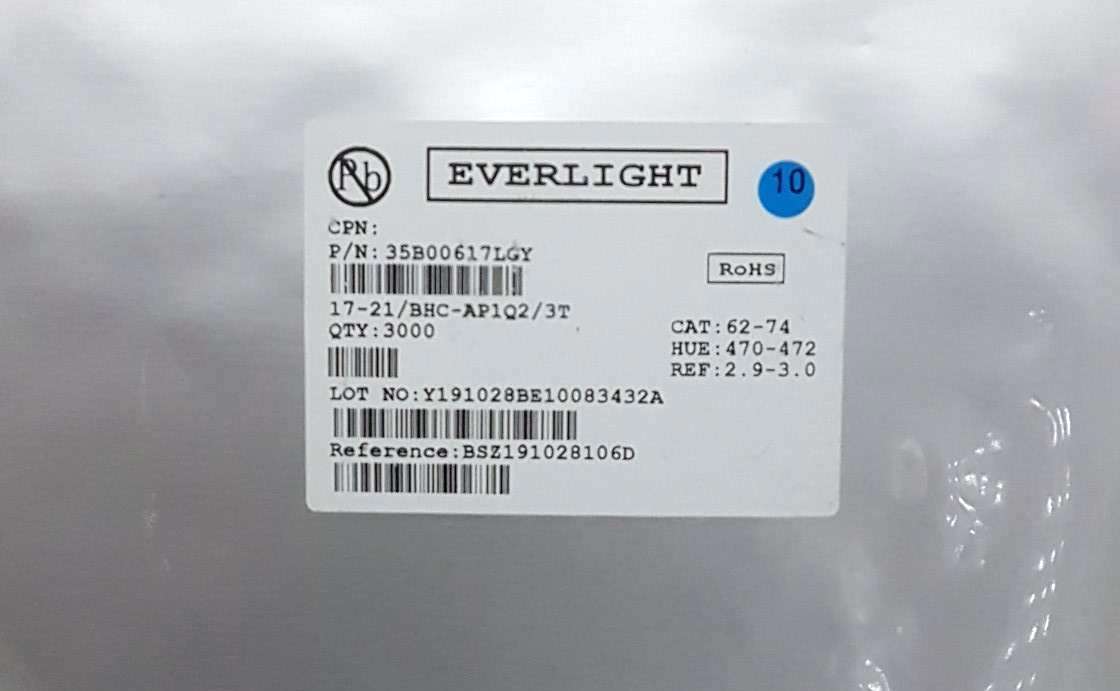 Pb
EVERLIGHT
10
CPN:
P/N:35B00617LGY
RoHS
17-21/BHC-AP1Q2/3T
QTY:3000
CAT:62-74
HUE:470-472
REF:2.9-3.0
LOT NO:Y191028BE10083432A
Reference:BSZ191028106D